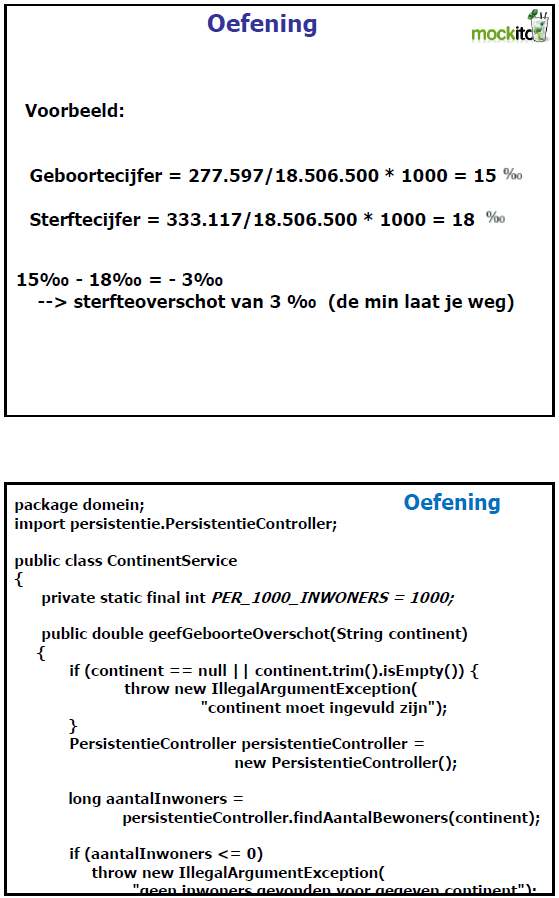 Oefening
mockito
Voorbeeld:
Geboortecijfer = 277.597/18.506.500 * 1000 = 15 ‰
Sterftecijfer = 333.117/18.506.500 * 1000 = 18 ‰
15‰ - 18‰ = - 3‰
--> sterfteoverschot van 3 ‰ (de min laat je weg)
Oefening
package domein;
import persistentie.PersistentieController;
public class ContinentService
{
private static final int PER_1000_INWONERS = 1000;
public double geefGeboorteOverschot(String continent)
{
if (continent == null || continent.trim().isEmpty()) {
throw new IllegalArgumentException(
"continent moet ingevuld zijn");
}
PersistentieController persistentieController =
new PersistentieController();
long aantalInwoners =
persistentieController.findAantalBewoners(continent);
if (aantalInwoners <= 0)
throw new IllegalArgumentException(
"geen inwoners gevonden voor gegeven continent");